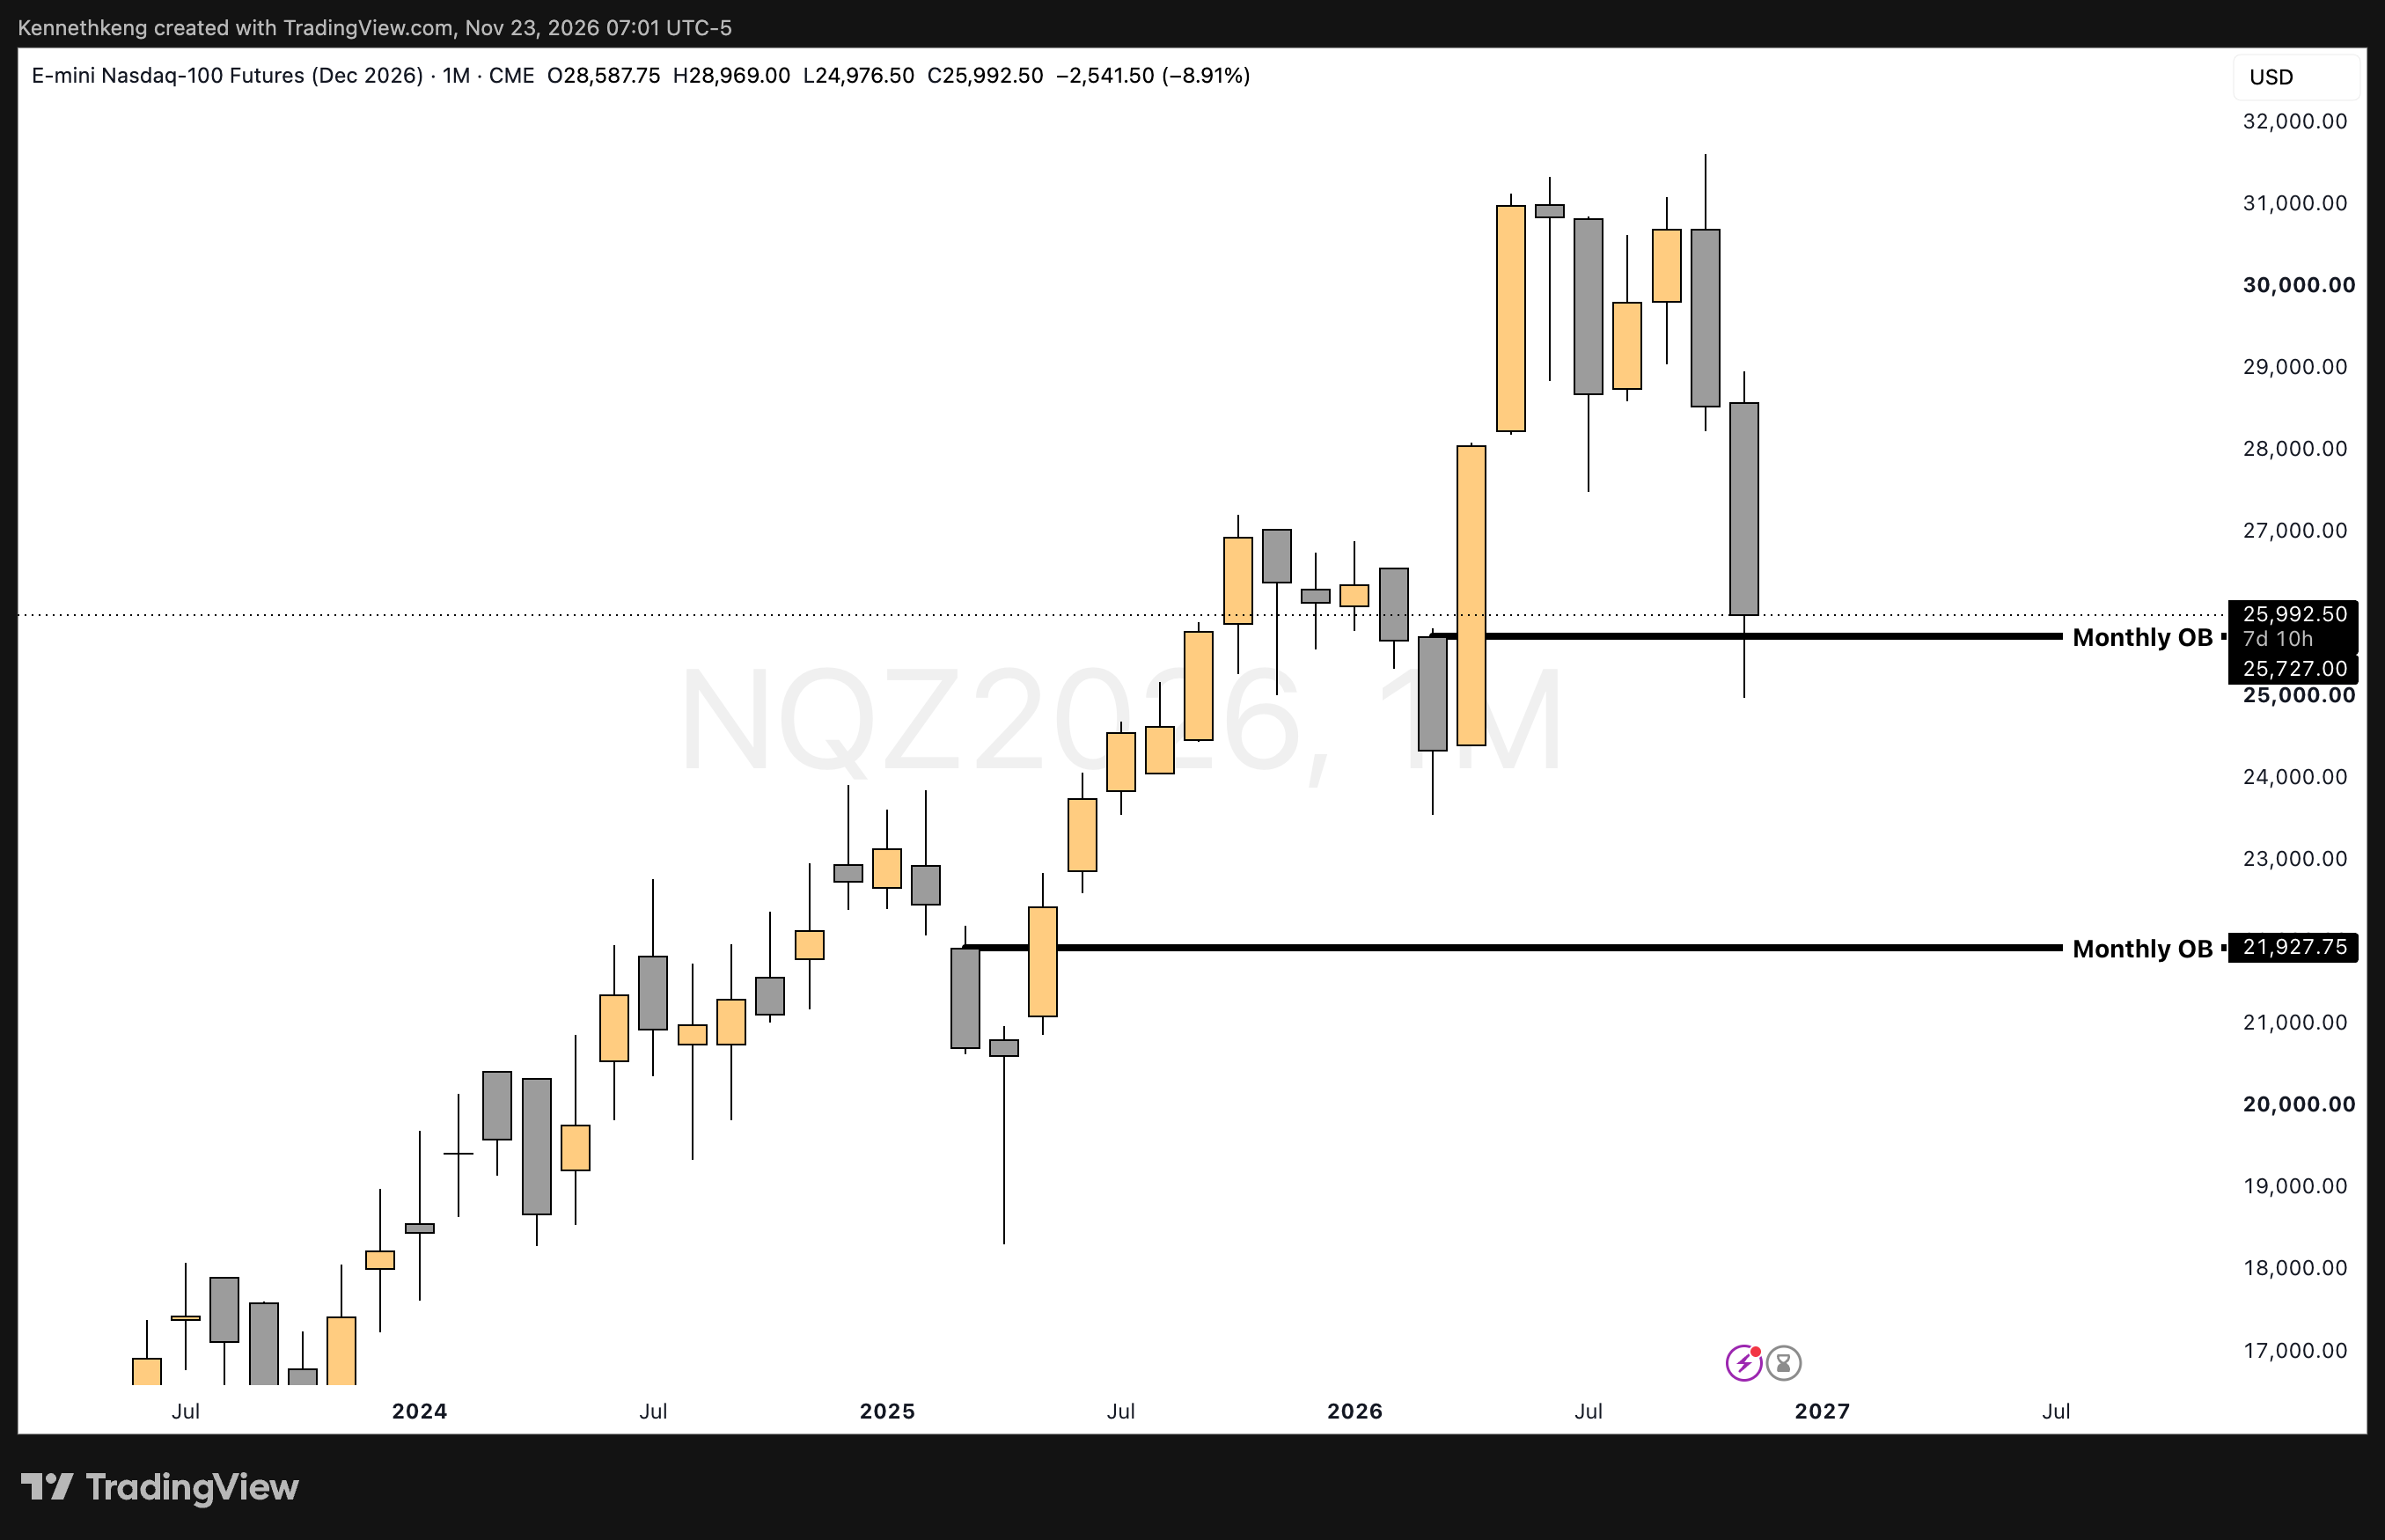 Kennethkeng created with TradingView.com, Nov 23, 2026 07:01 UTC-5
E-mini Nasdaq-100 Futures (Dec 2026) · 1M · CME O28,587.75 H28,969.00 L24,976.50 C25,992.50 −2,541.50 (−8.91%)
USD
32,000.00
31,000.00
30,000.00
29,000.00
28,000.00
27,000.00
25,992.50
Monthly OB
7d 10h
25,727.00
25,000.00
NQZ2026, 1M
24,000.00
23,000.00
Monthly OB
21,927.75
21,000.00
20,000.00
19,000.00
18,000.00
17,000.00
Jul 2024 Jul 2025 Jul 2026 Jul 2027 Jul
TradingView